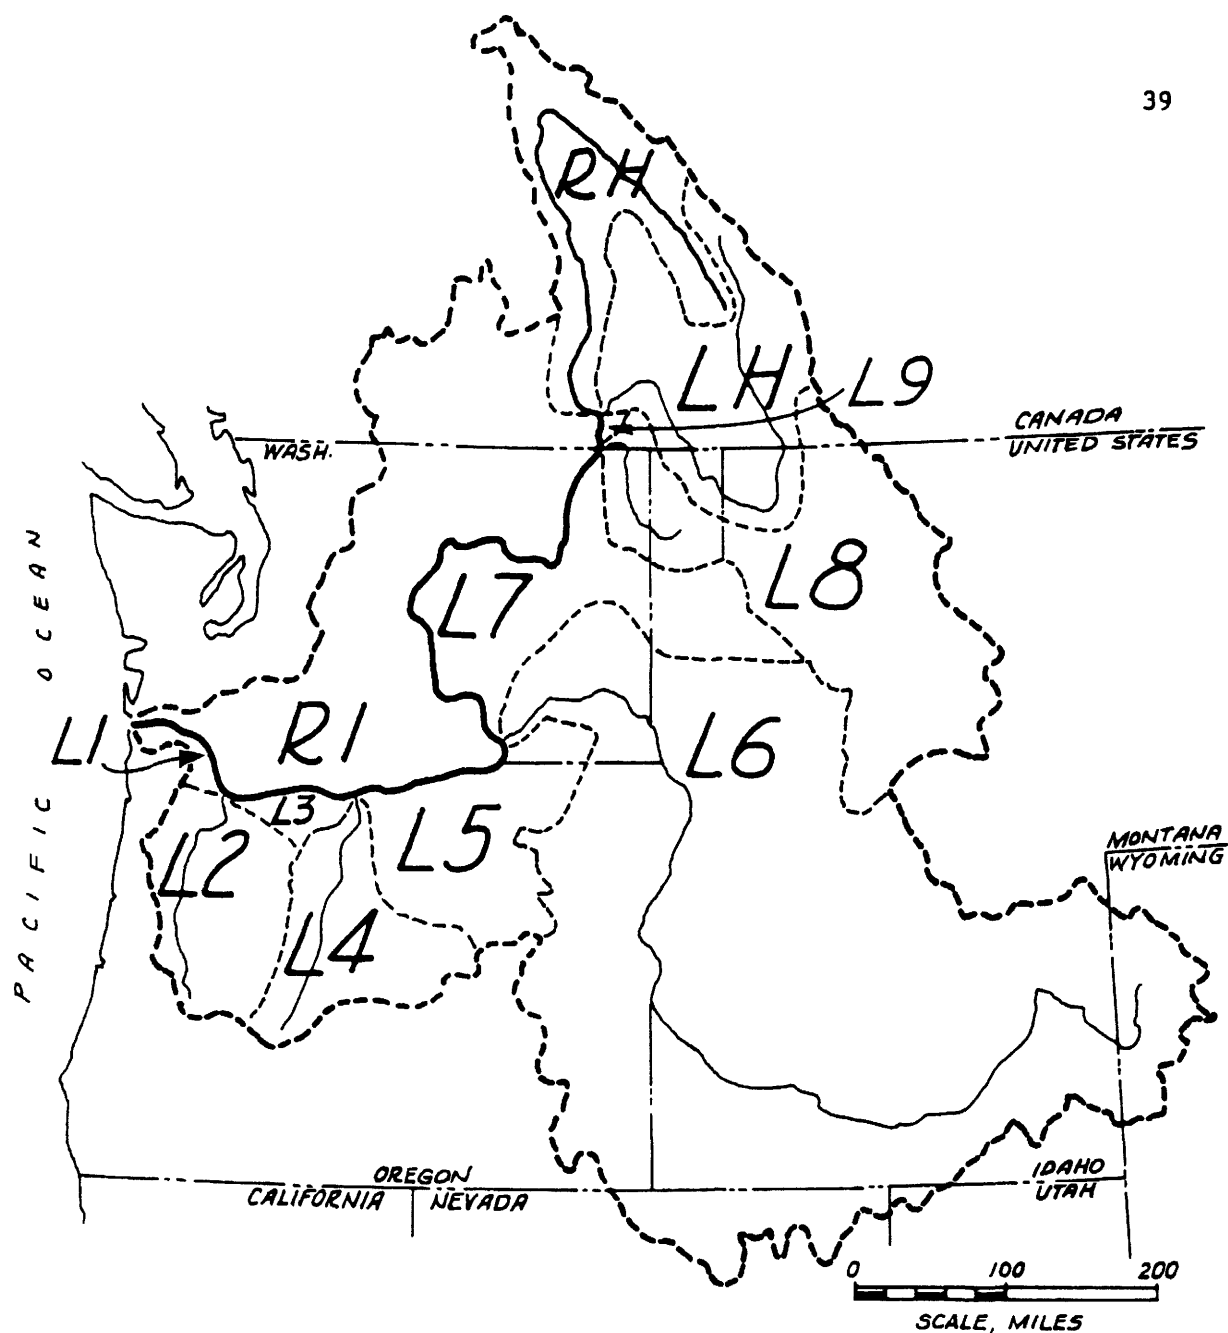 39
RH
LH
L9
CANADA
UNITED STATES
WASH.
PACIFIC OCEAN
L8
L7
L1
R1
L6
L3
L5
L2
L4
MONTANA
WYOMING
OREGON
CALIFORNIA
NEVADA
IDAHO
UTAH
0 100 200
SCALE, MILES